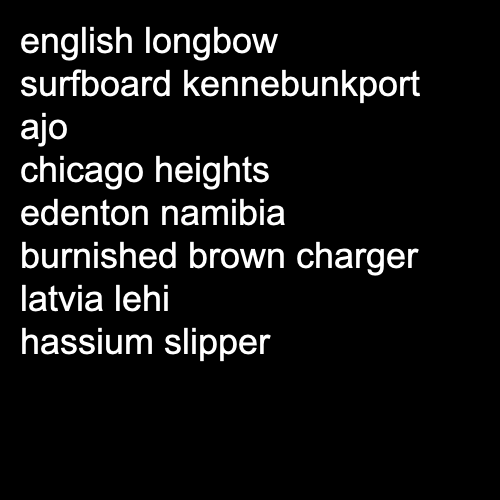 english longbow
surfboard kennebunkport
ajo
chicago heights
edenton namibia
burnished brown charger
latvia lehi
hassium slipper